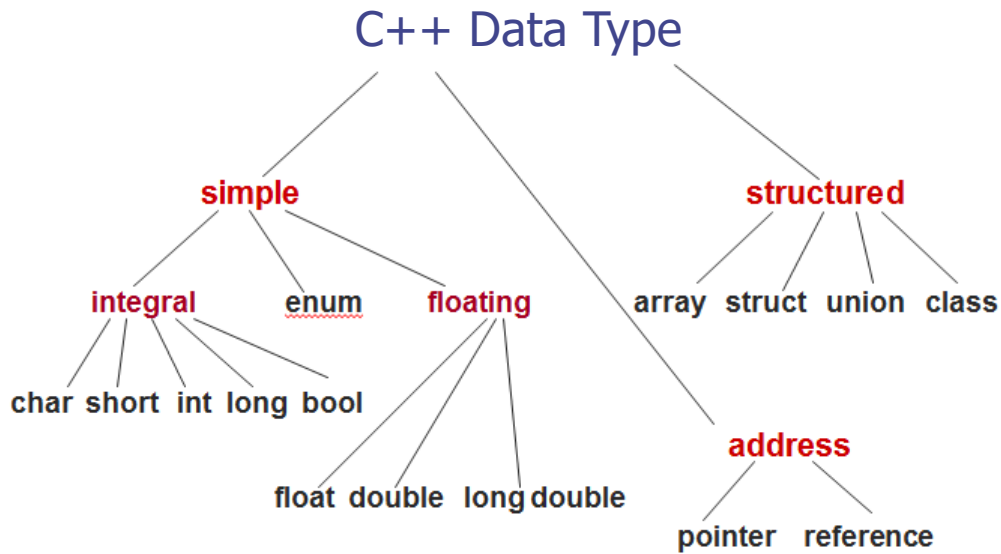 C++ Data Type
simple structured
integral enum floating array struct union class
char short int long bool
address
float double long double
pointer reference